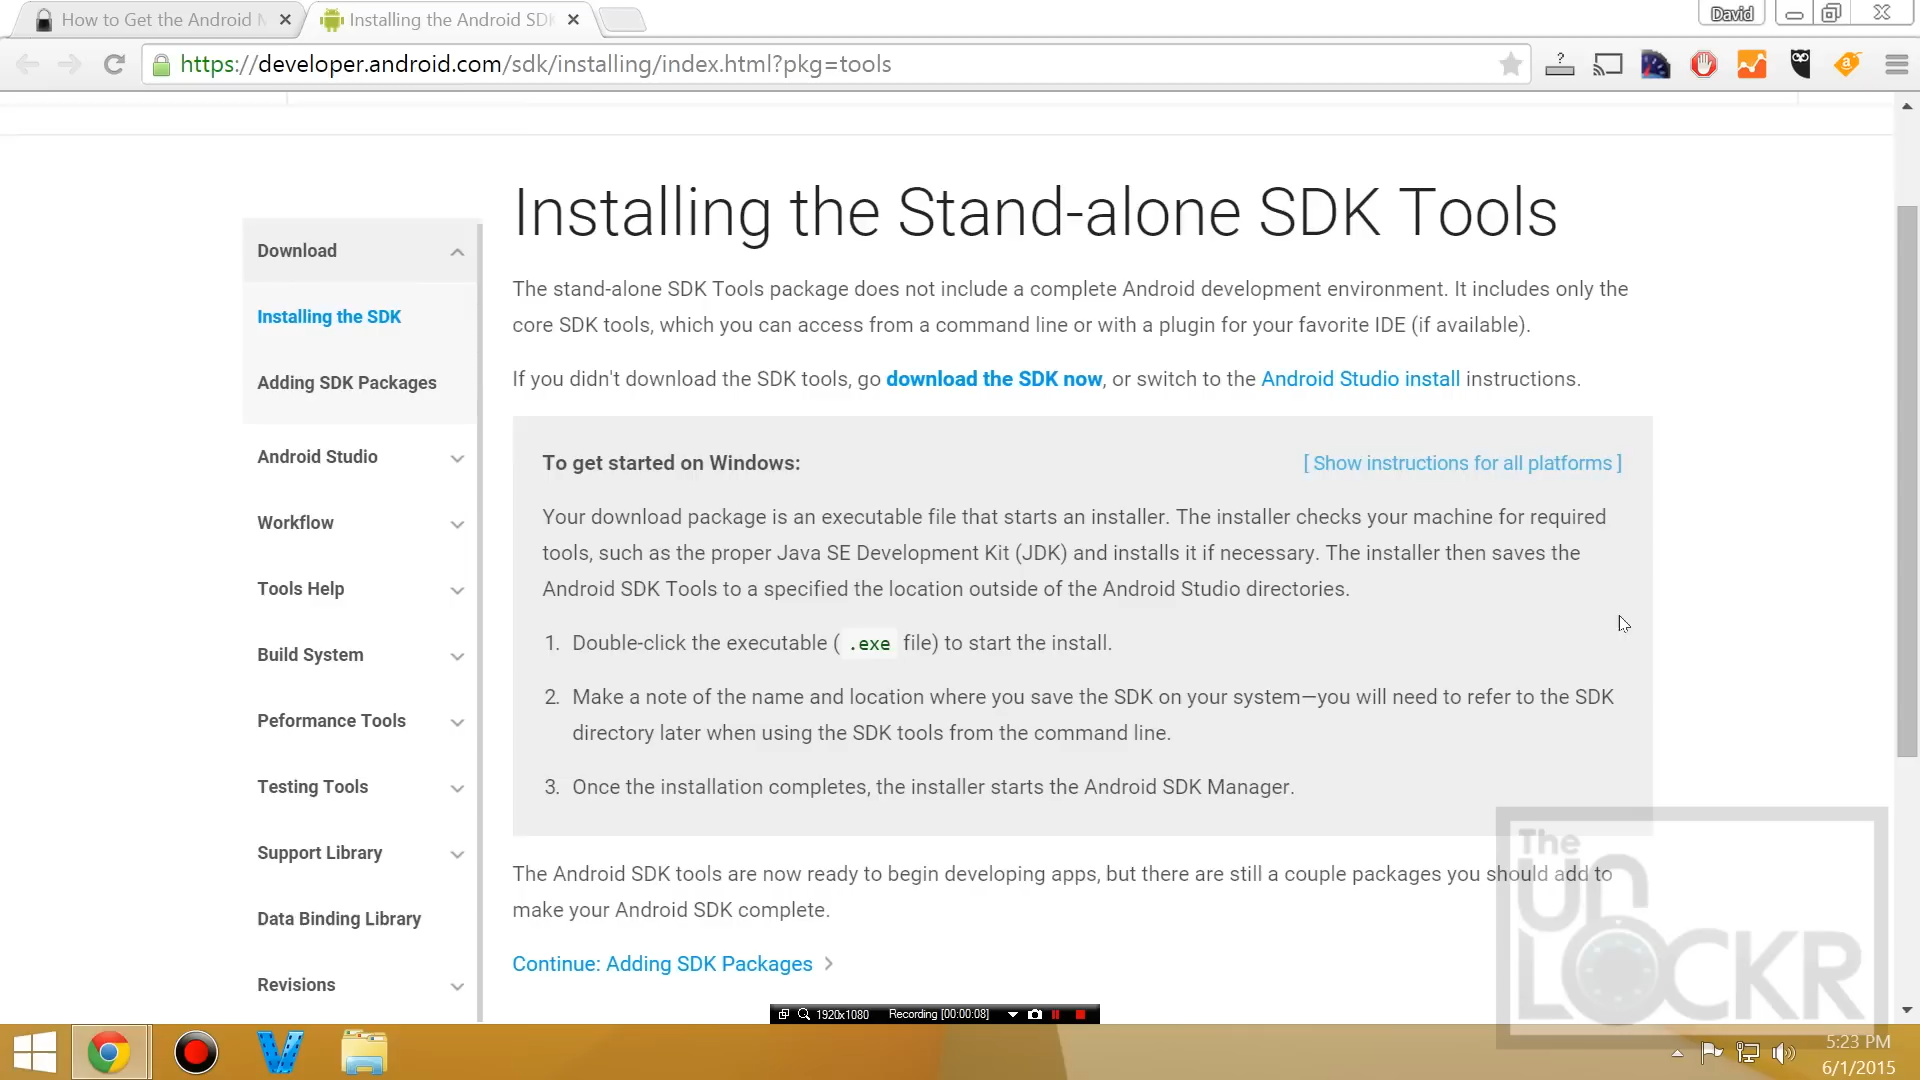 How to Get the Android M
Installing the Android SDK
David
https://developer.android.com/sdk/installing/index.html?pkg=tools
Installing the Stand-alone SDK Tools
Download
Installing the SDK
Adding SDK Packages
Android Studio
Workflow
Tools Help
Build System
Peformance Tools
Testing Tools
Support Library
Data Binding Library
Revisions
The stand-alone SDK Tools package does not include a complete Android development environment. It includes only the
core SDK tools, which you can access from a command line or with a plugin for your favorite IDE (if available).
If you didn't download the SDK tools, go download the SDK now, or switch to the Android Studio install instructions.
To get started on Windows:
[ Show instructions for all platforms ]
Your download package is an executable file that starts an installer. The installer checks your machine for required
tools, such as the proper Java SE Development Kit (JDK) and installs it if necessary. The installer then saves the
Android SDK Tools to a specified the location outside of the Android Studio directories.
1. Double-click the executable ( .exe file) to start the install.
2. Make a note of the name and location where you save the SDK on your system—you will need to refer to the SDK
directory later when using the SDK tools from the command line.
3. Once the installation completes, the installer starts the Android SDK Manager.
The Android SDK tools are now ready to begin developing apps, but there are still a couple packages you should add to
make your Android SDK complete.
Continue: Adding SDK Packages
The
UNLOCKR
1920x1080 Recording [00:00:08]
5:23 PM
6/1/2015